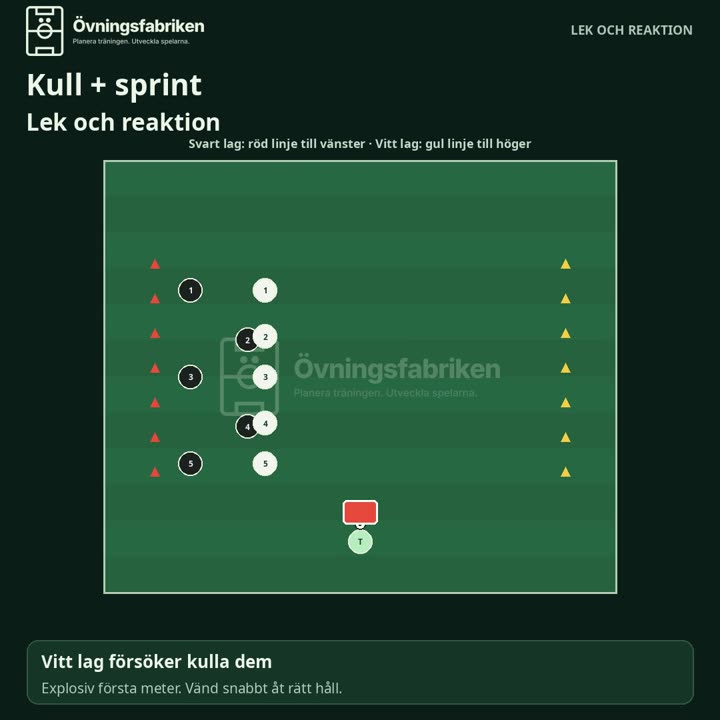 Övningsfabriken
Planera träningen. Utveckla spelarna.
LEK OCH REAKTION
Kull + sprint
Lek och reaktion
Svart lag: röd linje till vänster · Vitt lag: gul linje till höger
1 1
2 2
Övningsfabriken
3 3
Planera träningen. Utveckla spelarna.
4 4
5 5
T
Vitt lag försöker kulla dem
Explosiv första meter. Vänd snabbt åt rätt håll.